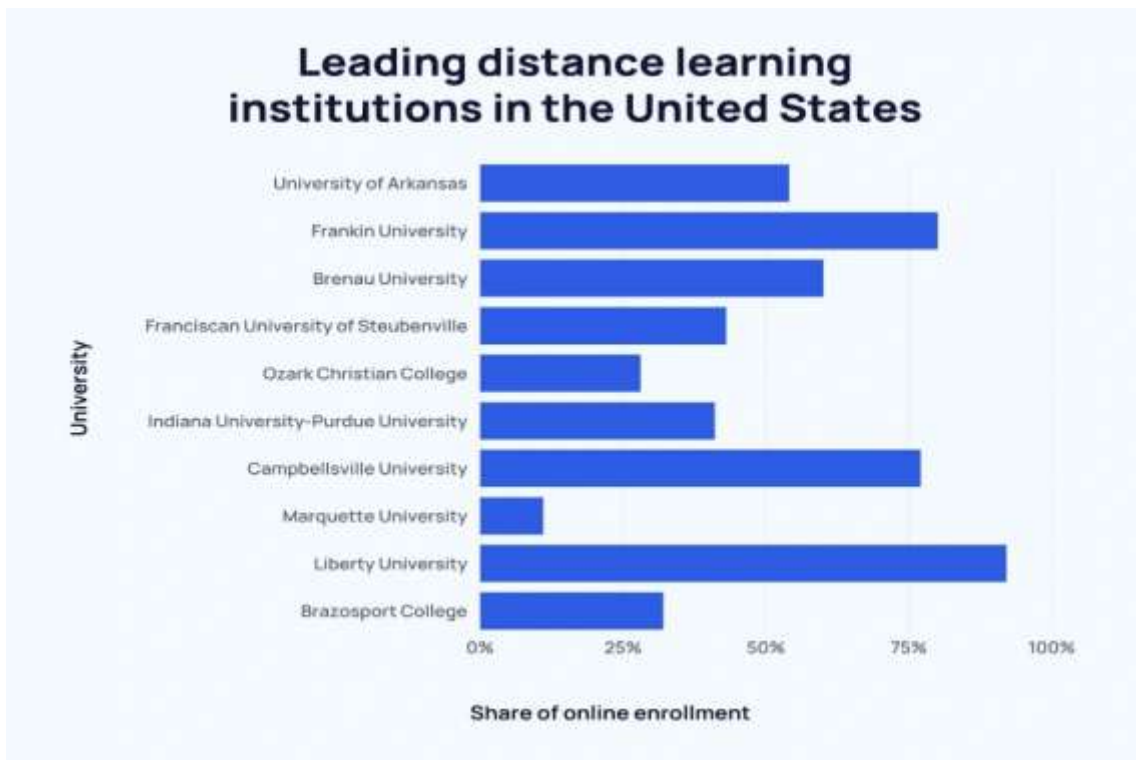 Leading distance learning
institutions in the United States
University of Arkansas
Frankin University
Brenau University
Franciscan University of Steubenville
Ozark Christian College
Indiana University-Purdue University
Campbellsville University
Marquette University
Liberty University
Brazosport College
University
0% 25% 50% 75% 100%
Share of online enrollment